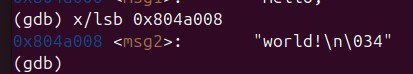 (gdb) x/lsb 0x804a008
0x804a008 <msg2>: "world!\n\034"
(gdb)